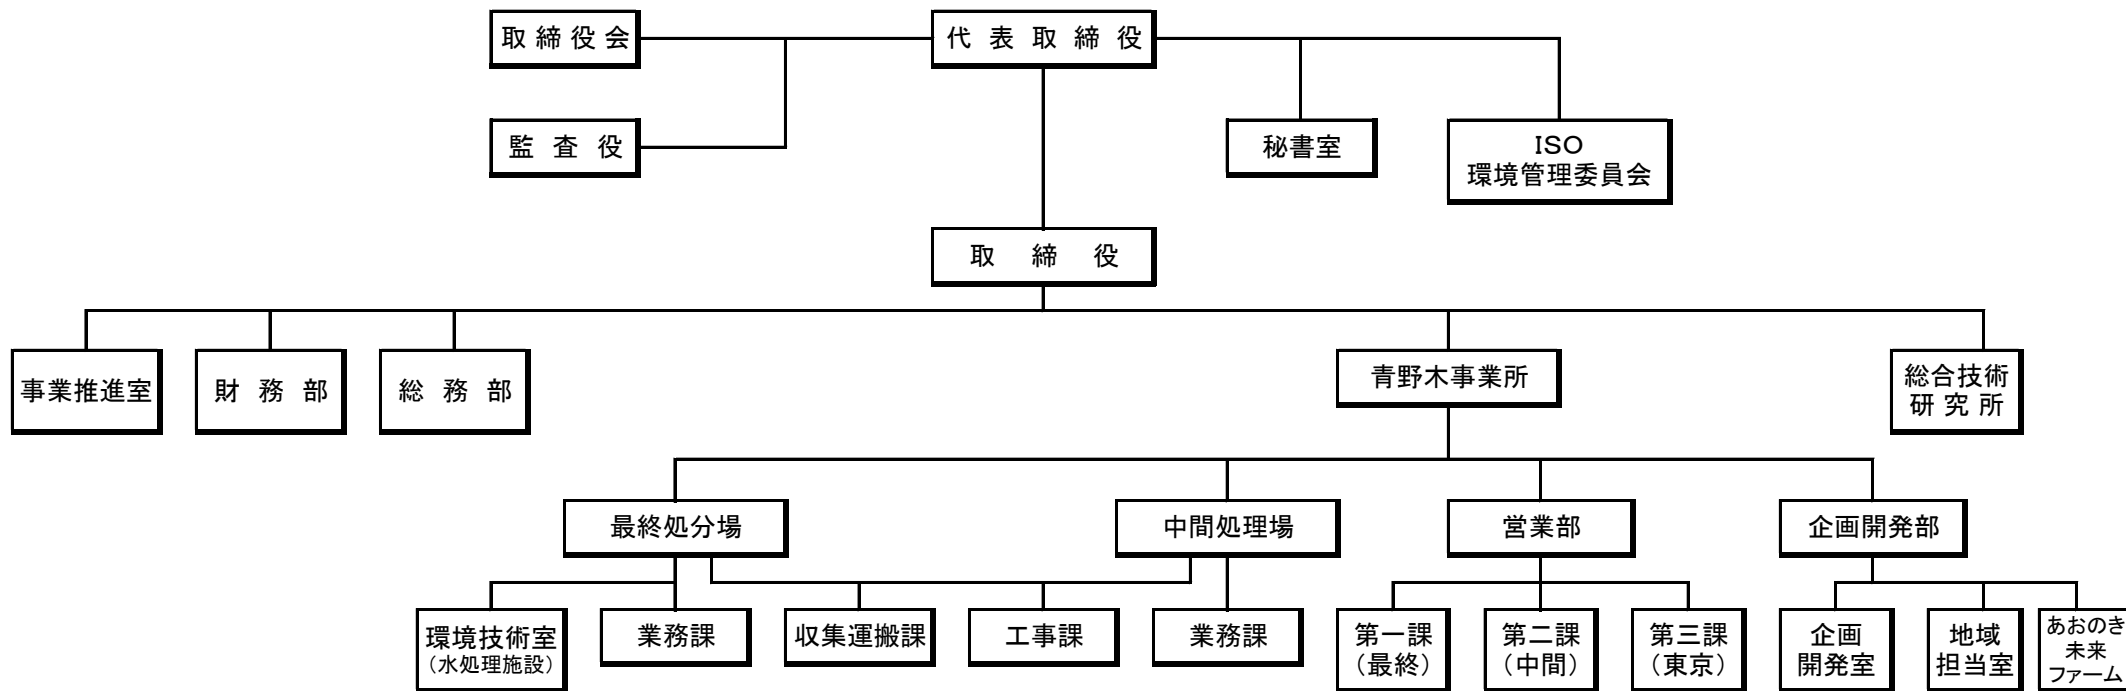 取締役会
代表取締役
監査役
秘書室
ISO
環境管理委員会
取締役
事業推進室
財務部
総務部
青野木事業所
総合技術
研究所
最終処分場
中間処理場
営業部
企画開発部
環境技術室
（水処理施設）
業務課
収集運搬課
工事課
業務課
第一課
（最終）
第二課
（中間）
第三課
（東京）
企画
開発室
地域
担当室
あおのき
未来
ファーム